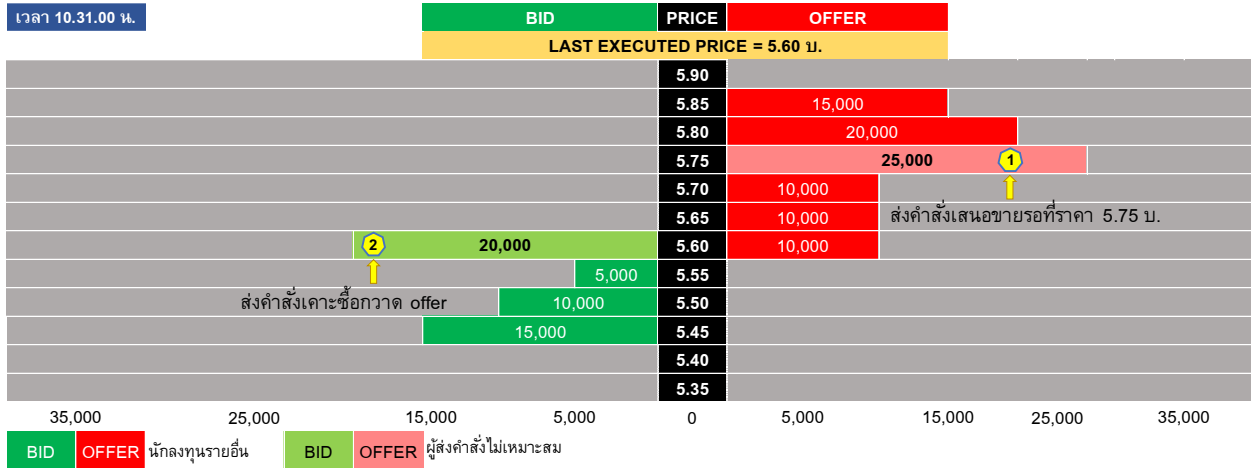 เวลา 10.31.00 น.
BID PRICE OFFER
LAST EXECUTED PRICE = 5.60 บ.
5.90
5.85 15,000
5.80 20,000
5.75 25,000 1
5.70 10,000
ส่งคำสั่งเสนอขายรอที่ราคา 5.75 บ.
5.65 10,000
2 20,000 5.60 10,000
5,000 5.55
ส่งคำสั่งเคาะซื้อกวาด offer
10,000 5.50
15,000 5.45
5.40
5.35
35,000 25,000 15,000 5,000 0 5,000 15,000 25,000 35,000
BID OFFER นักลงทุนรายอื่น BID OFFER ผู้ส่งคำสั่งไม่เหมาะสม